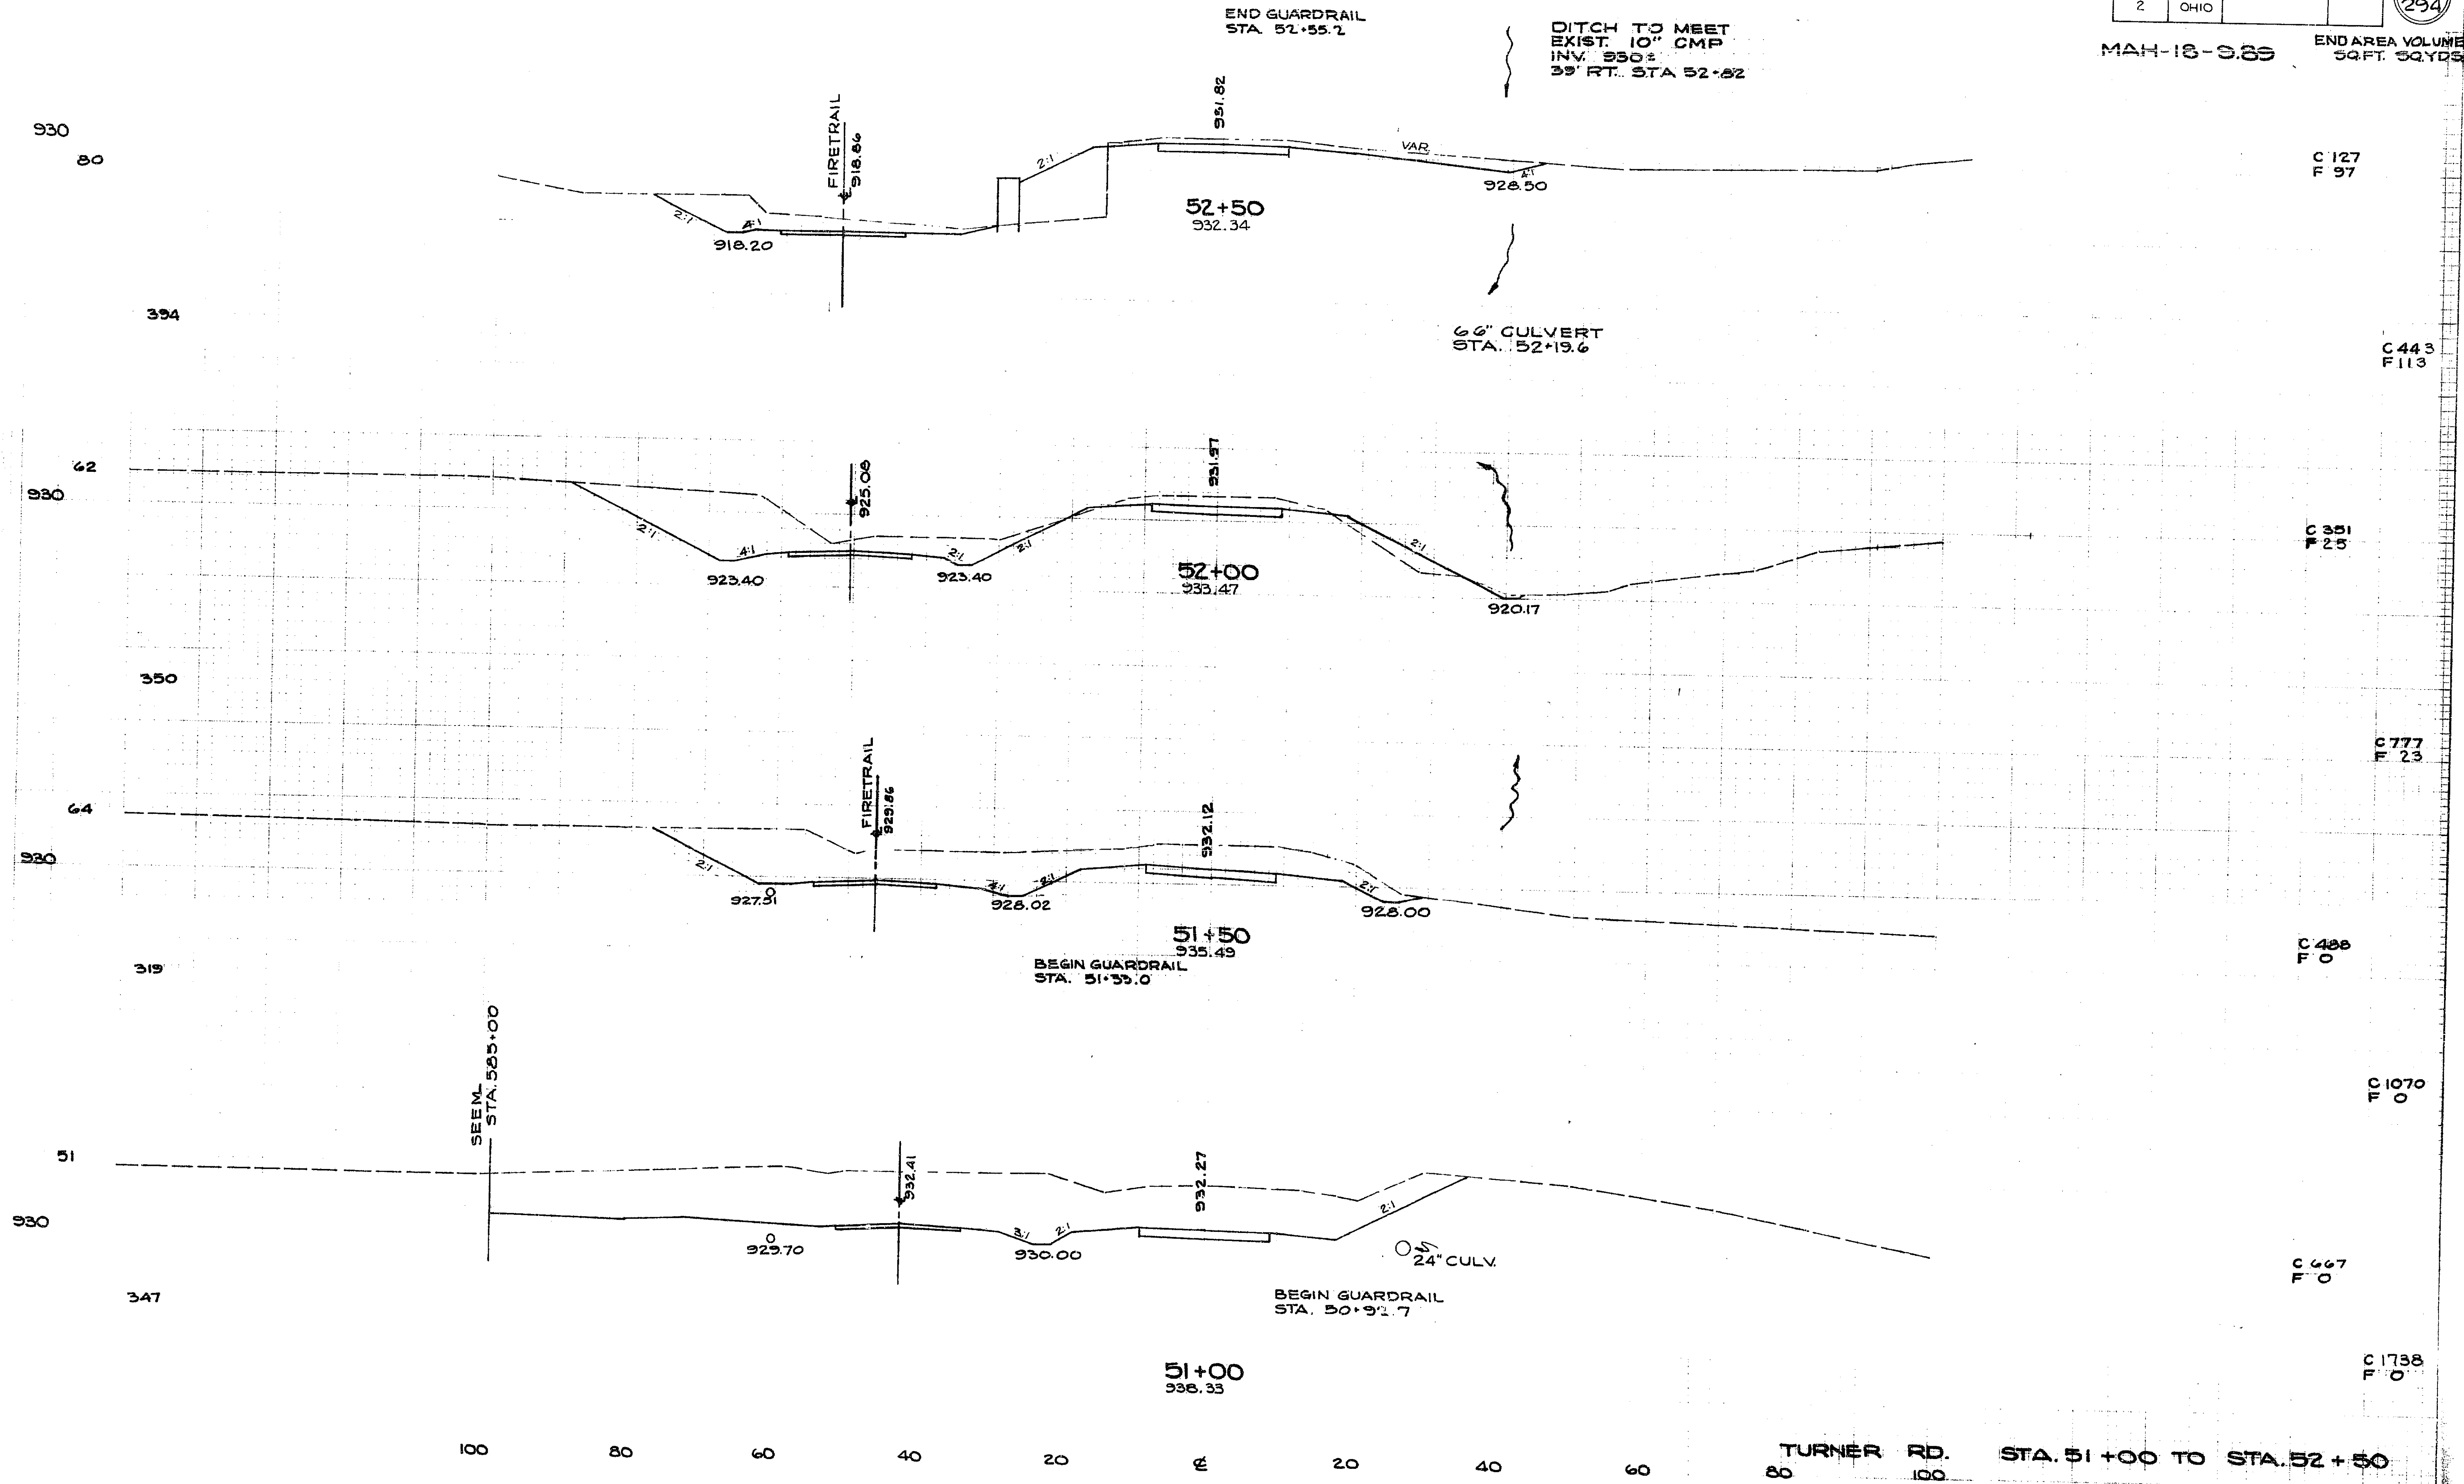 END GUARDRAIL
STA. 52+55.2
DITCH TO MEET
EXIST. 10" CMP
INV. 930±
39' RT. STA 52+82
2 OHIO
294
MAH-18-9.89
END AREA VOLUME
SQ.FT. SQ.YDS
930
80
FIRETRAIL
918.86
931.82
2:1
VAR.
4:1
928.50
2:1
4:1
918.20
52+50
932.34
C 127
F 97
394
66" CULVERT
STA. 52+19.6
C 443
F 113
62
930
925.08
931.97
2:1
4:1
2:1
2:1
2:1
923.40
923.40
52+00
933.47
920.17
C 351
F 25
350
C 777
F 23
64
930
FIRETRAIL
929.86
932.12
2:1
4:1
2:1
2:1
927.51
928.02
928.00
51+50
935.49
BEGIN GUARDRAIL
STA. 51+33.0
C 488
F 0
319
SEE M
STA. 585+00
C 1070
F 0
51
930
932.41
932.27
3:1
2:1
2:1
929.70
930.00
24" CULV.
C 667
F 0
347
BEGIN GUARDRAIL
STA. 50+92.7
51+00
938.33
C 1738
F 0
100 80 60 40 20 ℄ 20 40 60 80 100
TURNER RD. STA. 51+00 TO STA. 52+50